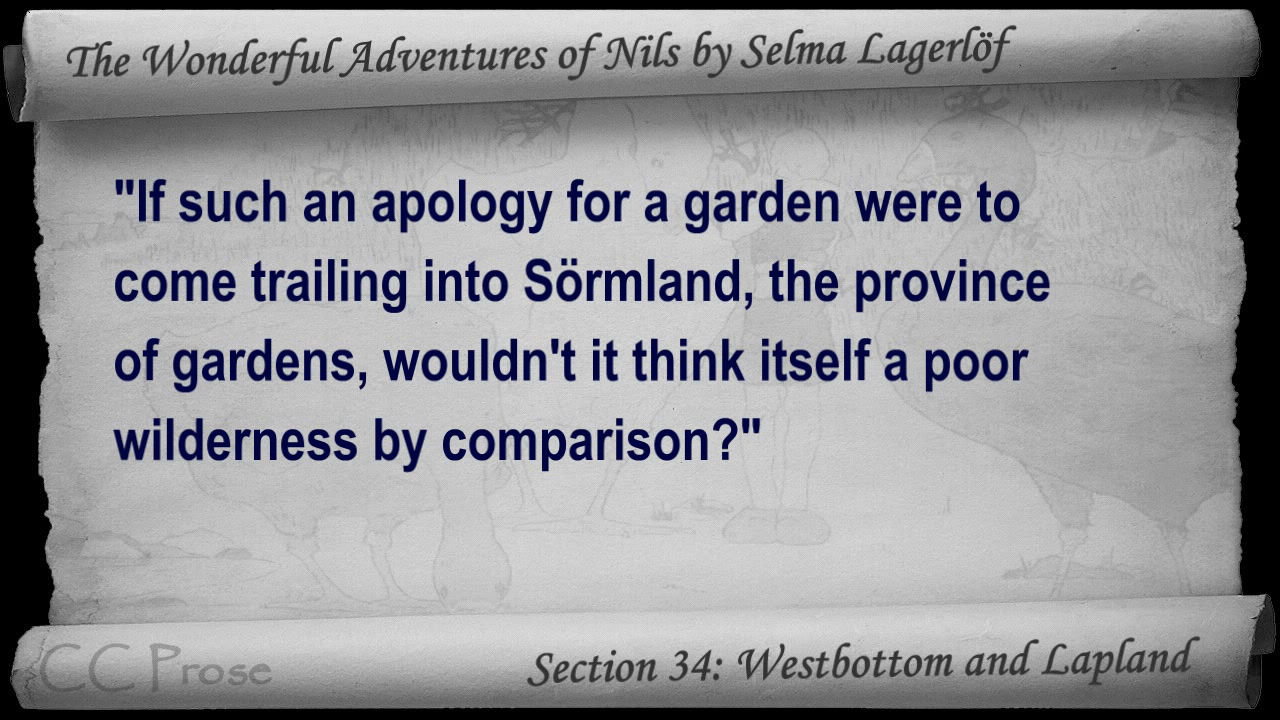 The Wonderful Adventures of Nils by Selma Lagerlöf
"If such an apology for a garden were to
come trailing into Sörmland, the province
of gardens, wouldn't it think itself a poor
wilderness by comparison?"
CC Prose
Section 34: Westbottom and Lapland